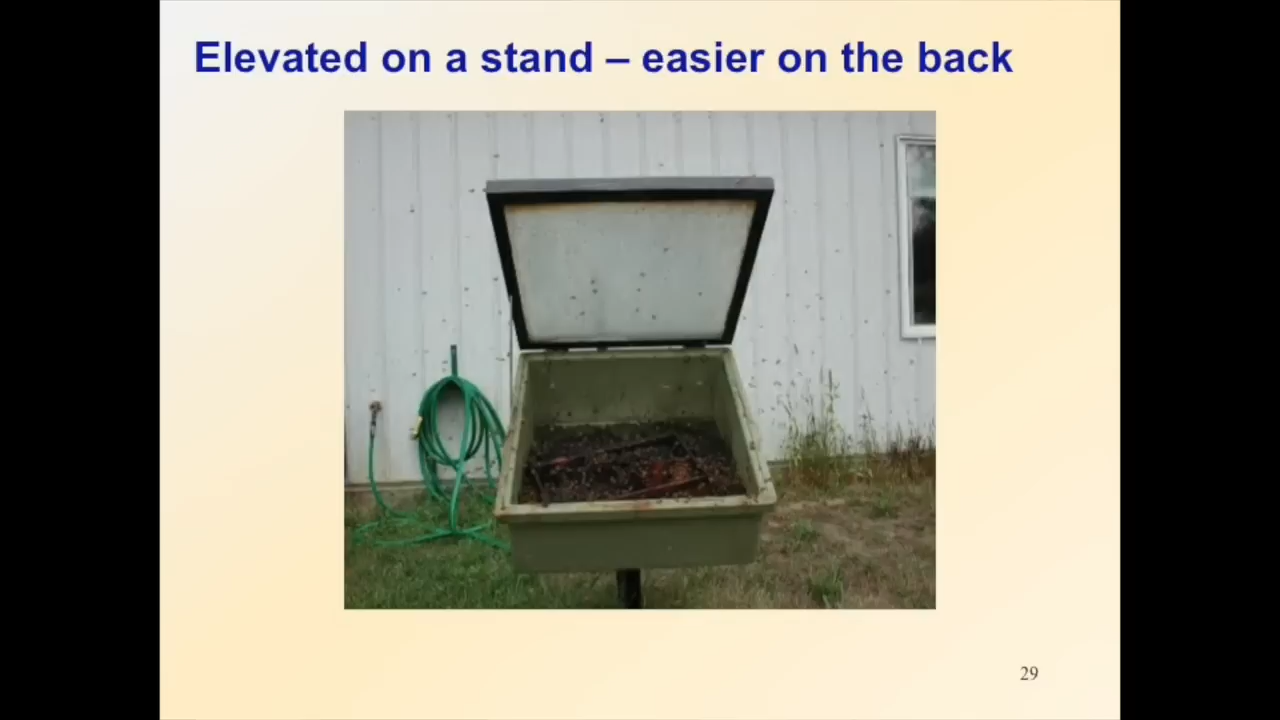 Elevated on a stand – easier on the back
29